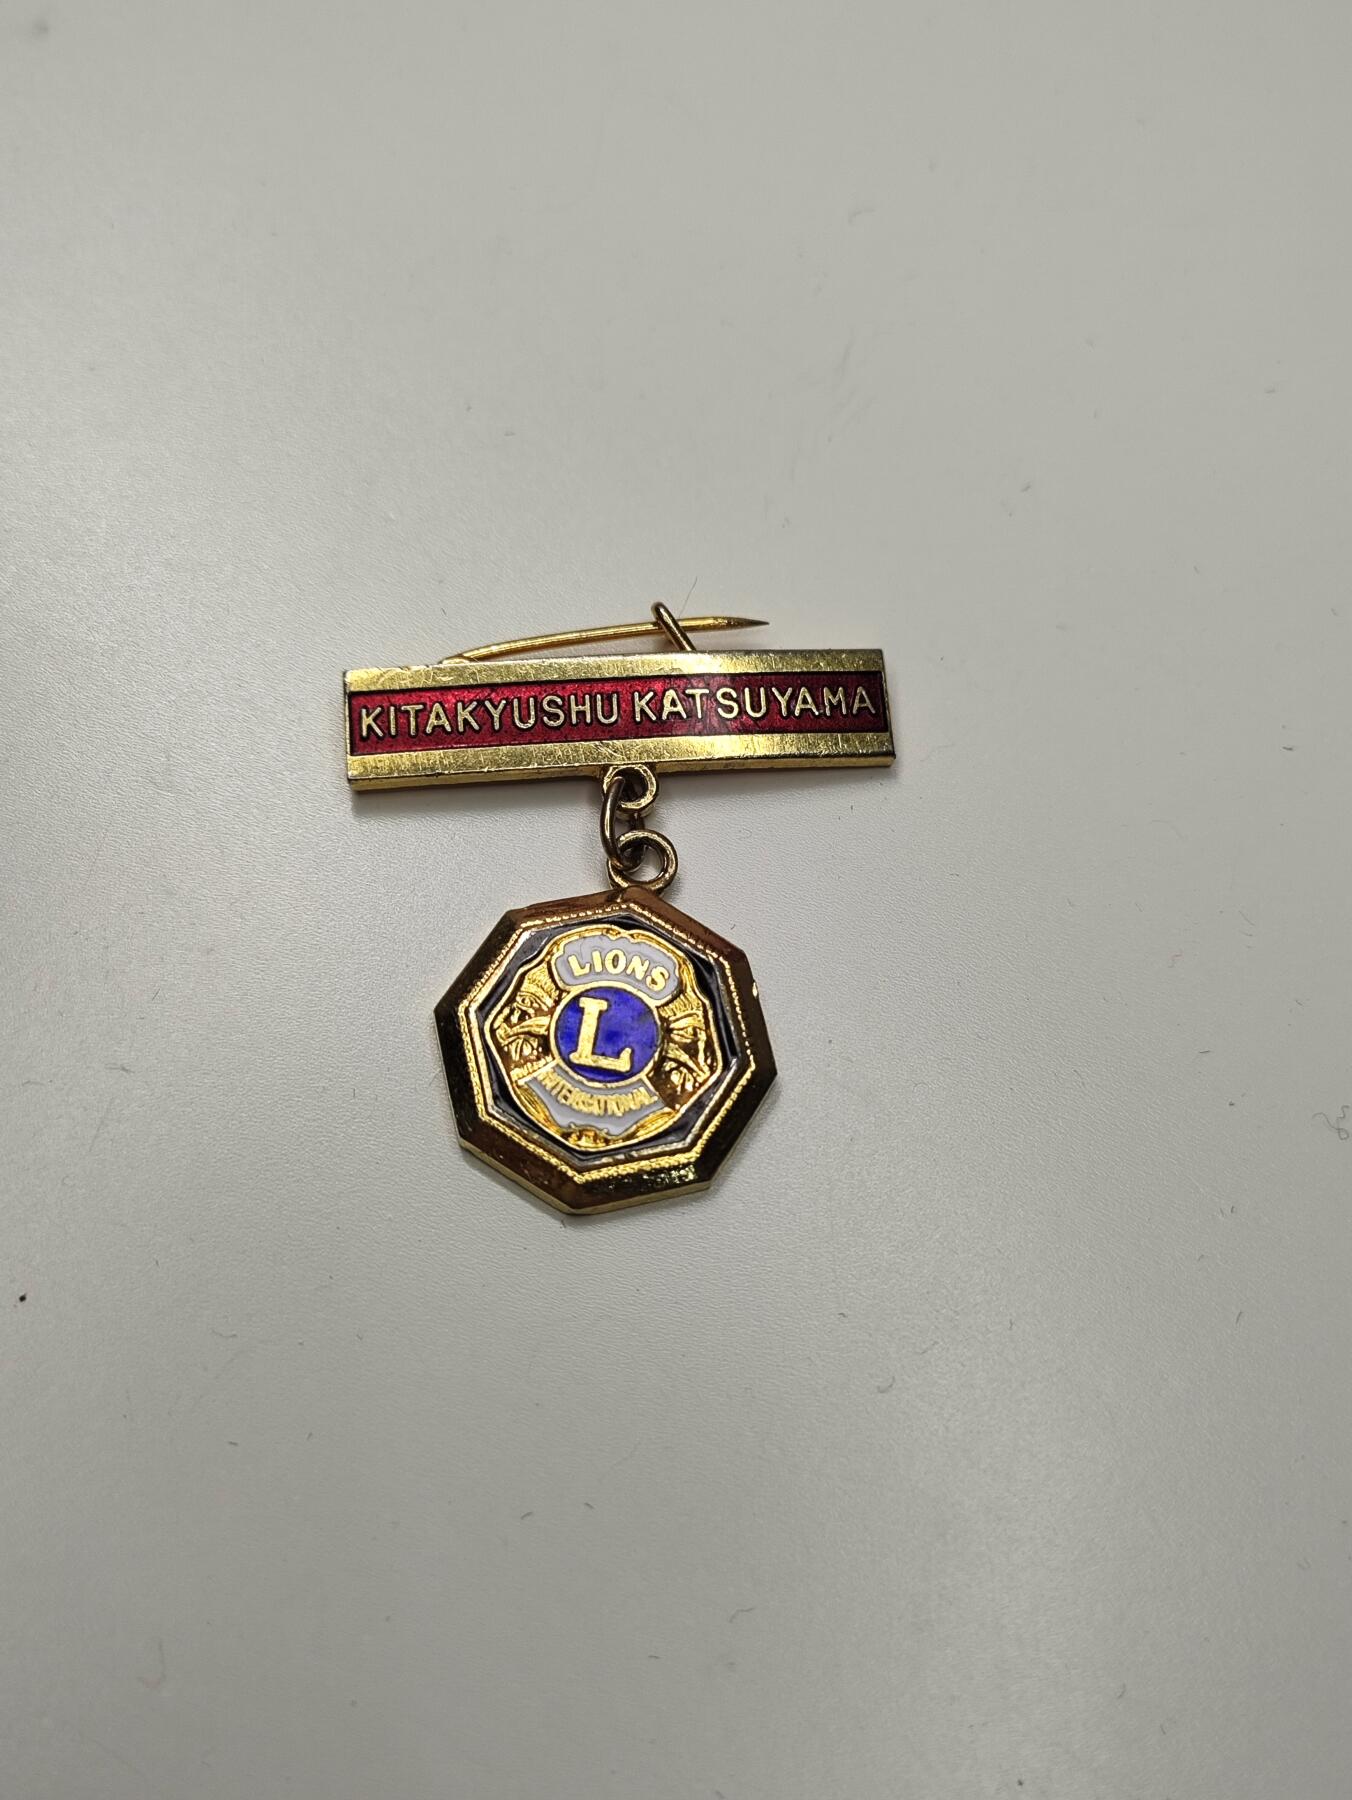 KITAKYUSHU KATSUYAMA
LIONS
L
INTERNATIONAL